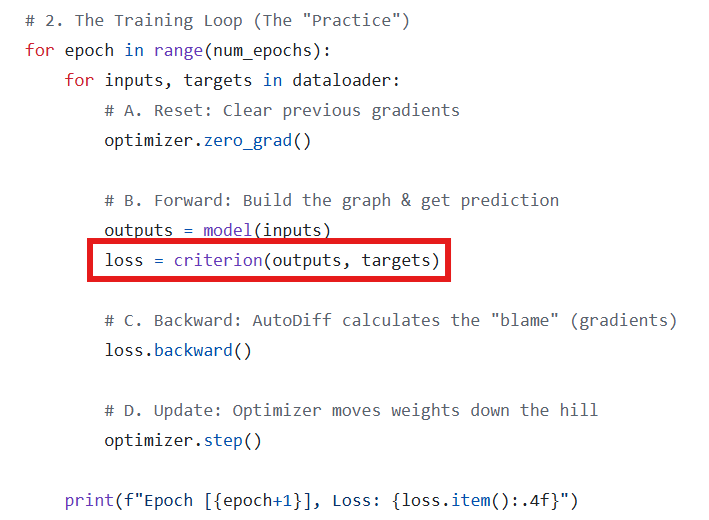 # 2. The Training Loop (The "Practice")
for epoch in range(num_epochs):
    for inputs, targets in dataloader:
        # A. Reset: Clear previous gradients
        optimizer.zero_grad()
        # B. Forward: Build the graph & get prediction
        outputs = model(inputs)
        loss = criterion(outputs, targets)
        # C. Backward: AutoDiff calculates the "blame" (gradients)
        loss.backward()
        # D. Update: Optimizer moves weights down the hill
        optimizer.step()
    print(f"Epoch [{epoch+1}], Loss: {loss.item():.4f}")